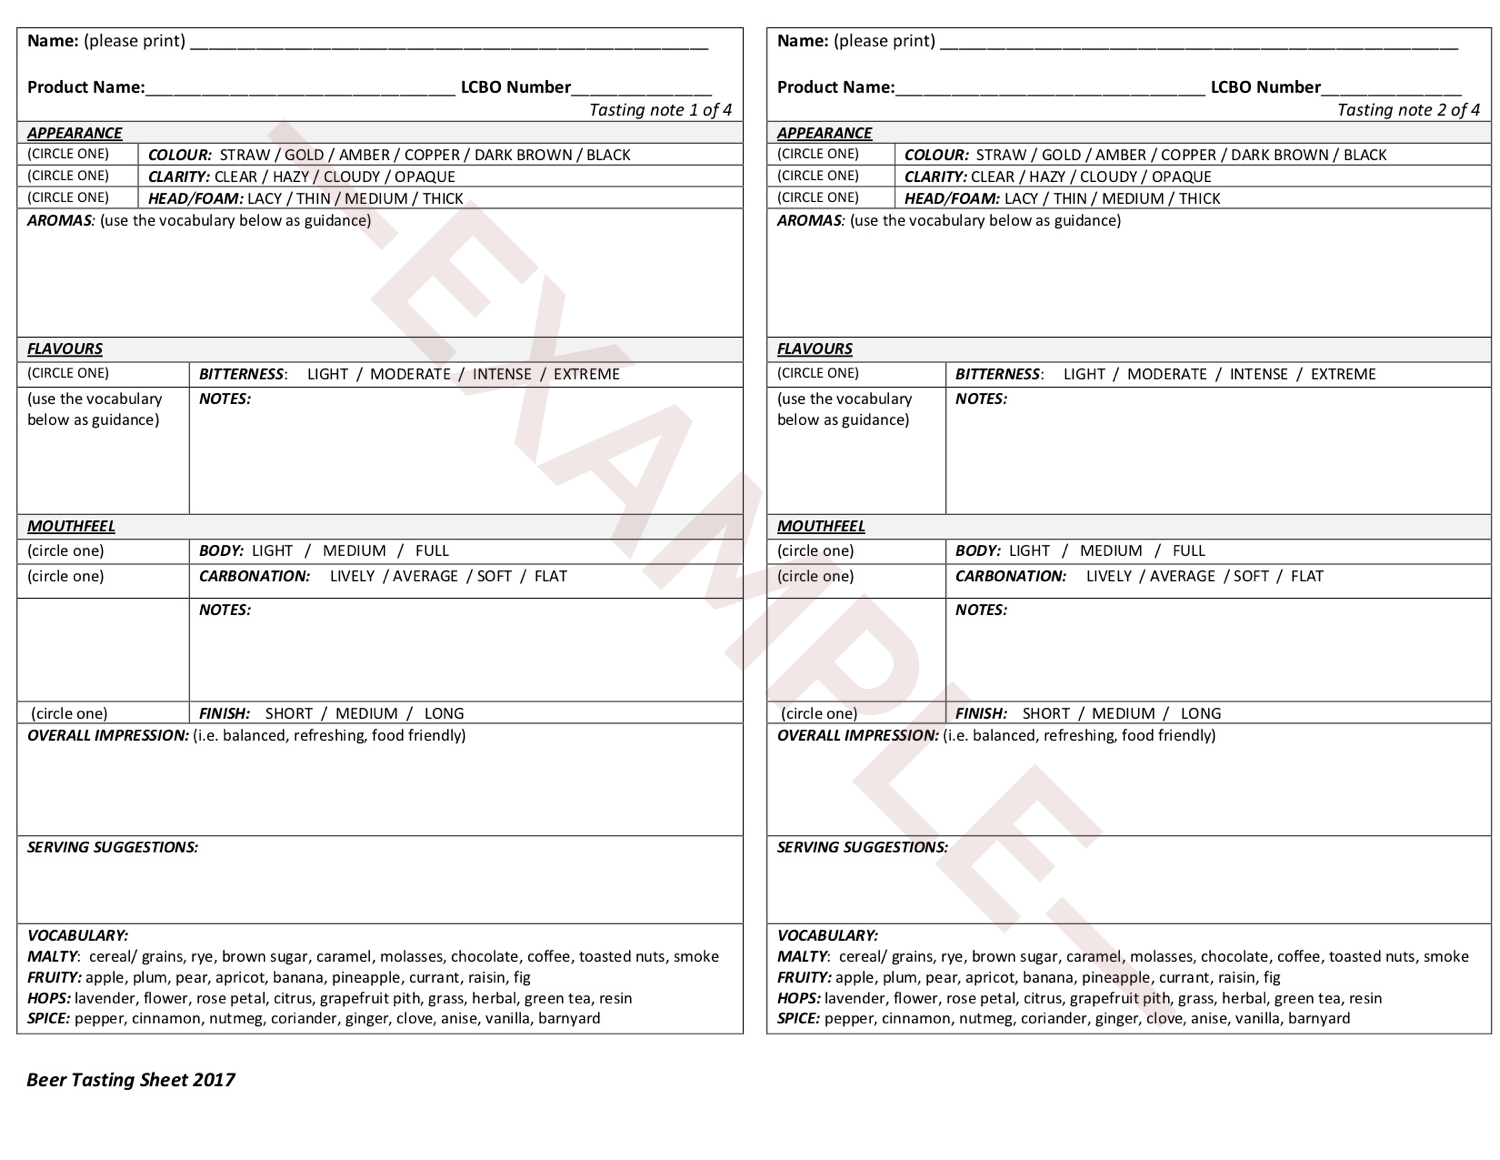 Name: (please print) _______________________________________________________
Product Name:_________________________________ LCBO Number_______________
Tasting note 1 of 4
APPEARANCE
(CIRCLE ONE) COLOUR: STRAW / GOLD / AMBER / COPPER / DARK BROWN / BLACK
(CIRCLE ONE) CLARITY: CLEAR / HAZY / CLOUDY / OPAQUE
(CIRCLE ONE) HEAD/FOAM: LACY / THIN / MEDIUM / THICK
AROMAS: (use the vocabulary below as guidance)
FLAVOURS
(CIRCLE ONE) BITTERNESS: LIGHT / MODERATE / INTENSE / EXTREME
(use the vocabulary NOTES:
below as guidance)
MOUTHFEEL
(circle one) BODY: LIGHT / MEDIUM / FULL
(circle one) CARBONATION: LIVELY / AVERAGE / SOFT / FLAT
NOTES:
(circle one) FINISH: SHORT / MEDIUM / LONG
OVERALL IMPRESSION: (i.e. balanced, refreshing, food friendly)
SERVING SUGGESTIONS:
VOCABULARY:
MALTY: cereal/ grains, rye, brown sugar, caramel, molasses, chocolate, coffee, toasted nuts, smoke
FRUITY: apple, plum, pear, apricot, banana, pineapple, currant, raisin, fig
HOPS: lavender, flower, rose petal, citrus, grapefruit pith, grass, herbal, green tea, resin
SPICE: pepper, cinnamon, nutmeg, coriander, ginger, clove, anise, vanilla, barnyard
Name: (please print) _______________________________________________________
Product Name:_________________________________ LCBO Number_______________
Tasting note 2 of 4
APPEARANCE
(CIRCLE ONE) COLOUR: STRAW / GOLD / AMBER / COPPER / DARK BROWN / BLACK
(CIRCLE ONE) CLARITY: CLEAR / HAZY / CLOUDY / OPAQUE
(CIRCLE ONE) HEAD/FOAM: LACY / THIN / MEDIUM / THICK
AROMAS: (use the vocabulary below as guidance)
FLAVOURS
(CIRCLE ONE) BITTERNESS: LIGHT / MODERATE / INTENSE / EXTREME
(use the vocabulary NOTES:
below as guidance)
MOUTHFEEL
(circle one) BODY: LIGHT / MEDIUM / FULL
(circle one) CARBONATION: LIVELY / AVERAGE / SOFT / FLAT
NOTES:
(circle one) FINISH: SHORT / MEDIUM / LONG
OVERALL IMPRESSION: (i.e. balanced, refreshing, food friendly)
SERVING SUGGESTIONS:
VOCABULARY:
MALTY: cereal/ grains, rye, brown sugar, caramel, molasses, chocolate, coffee, toasted nuts, smoke
FRUITY: apple, plum, pear, apricot, banana, pineapple, currant, raisin, fig
HOPS: lavender, flower, rose petal, citrus, grapefruit pith, grass, herbal, green tea, resin
SPICE: pepper, cinnamon, nutmeg, coriander, ginger, clove, anise, vanilla, barnyard
–EXAMPLE–
Beer Tasting Sheet 2017